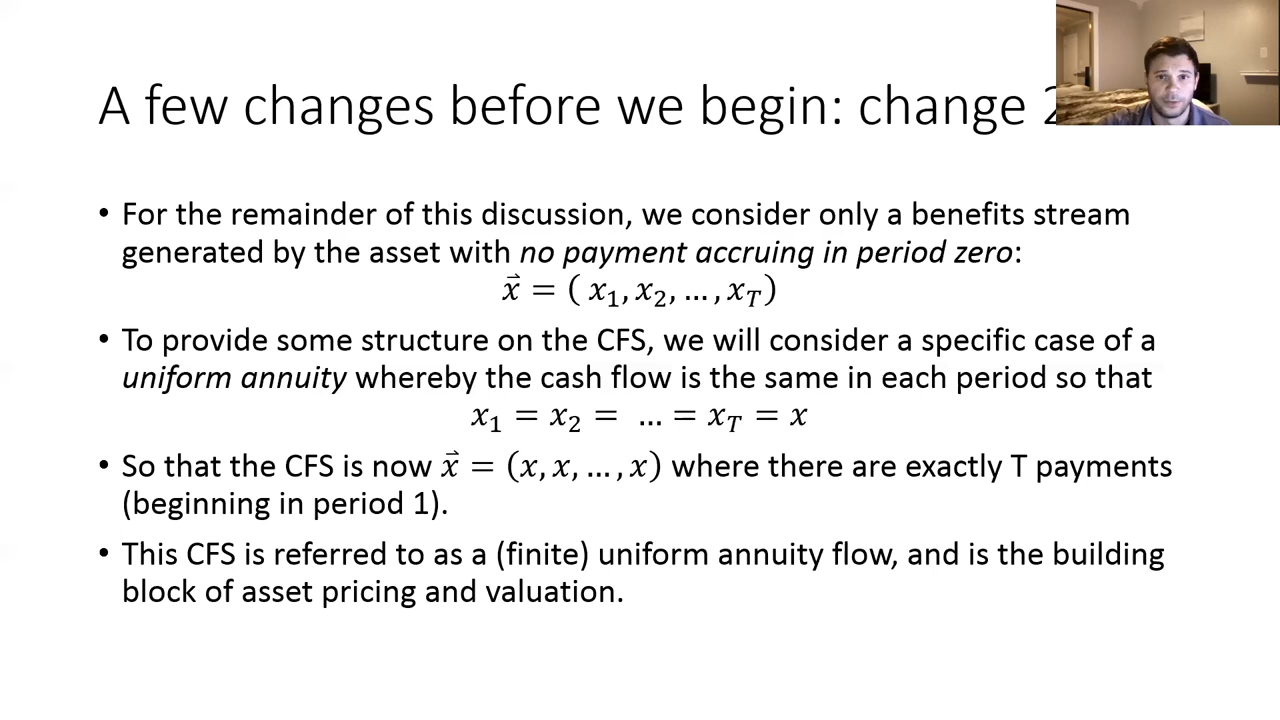 A few changes before we begin: change 2
• For the remainder of this discussion, we consider only a benefits stream
generated by the asset with no payment accruing in period zero:
x⃗ = ( x₁, x₂, … , x_T)
• To provide some structure on the CFS, we will consider a specific case of a
uniform annuity whereby the cash flow is the same in each period so that
x₁ = x₂ = … = x_T = x
• So that the CFS is now x⃗ = (x, x, … , x) where there are exactly T payments
(beginning in period 1).
• This CFS is referred to as a (finite) uniform annuity flow, and is the building
block of asset pricing and valuation.